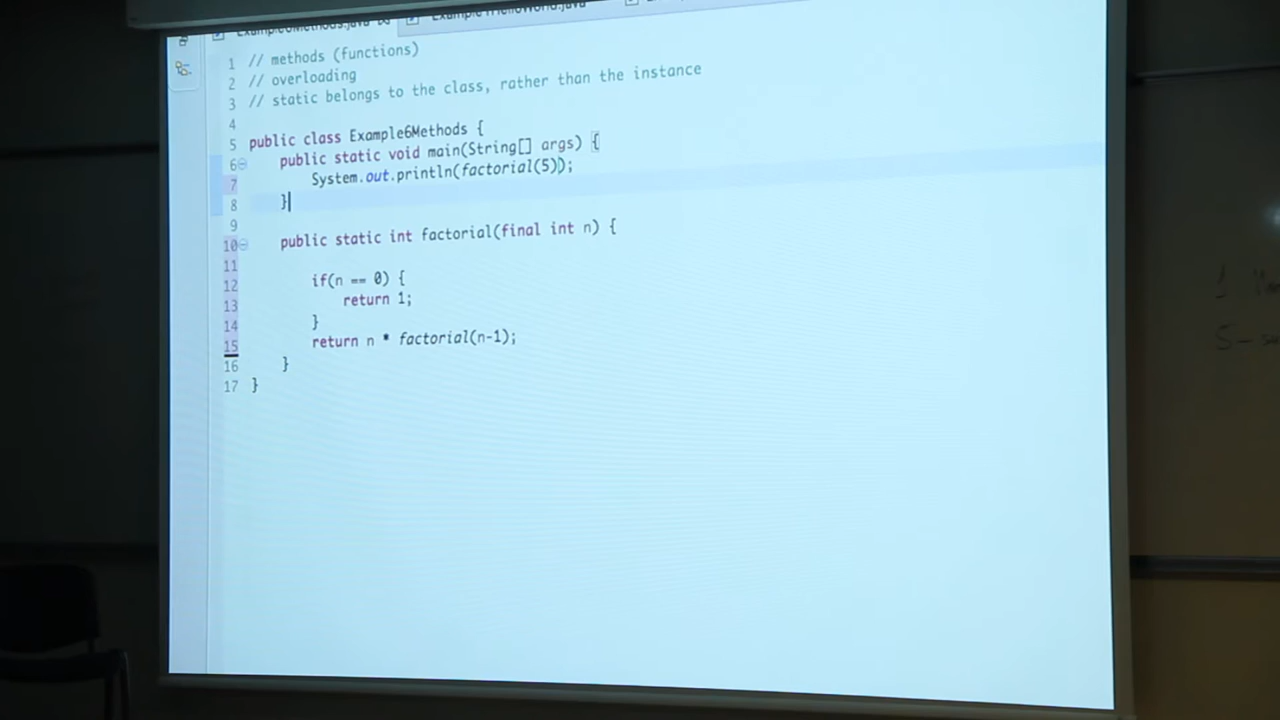 1 // methods (functions)
2 // overloading
3 // static belongs to the class, rather than the instance
4
5 public class Example6Methods {
6 public static void main(String[] args) {
7 System.out.println(factorial(5));
8 }
9
10 public static int factorial(final int n) {
11
12 if(n == 0) {
13 return 1;
14 }
15 return n * factorial(n-1);
16 }
17 }